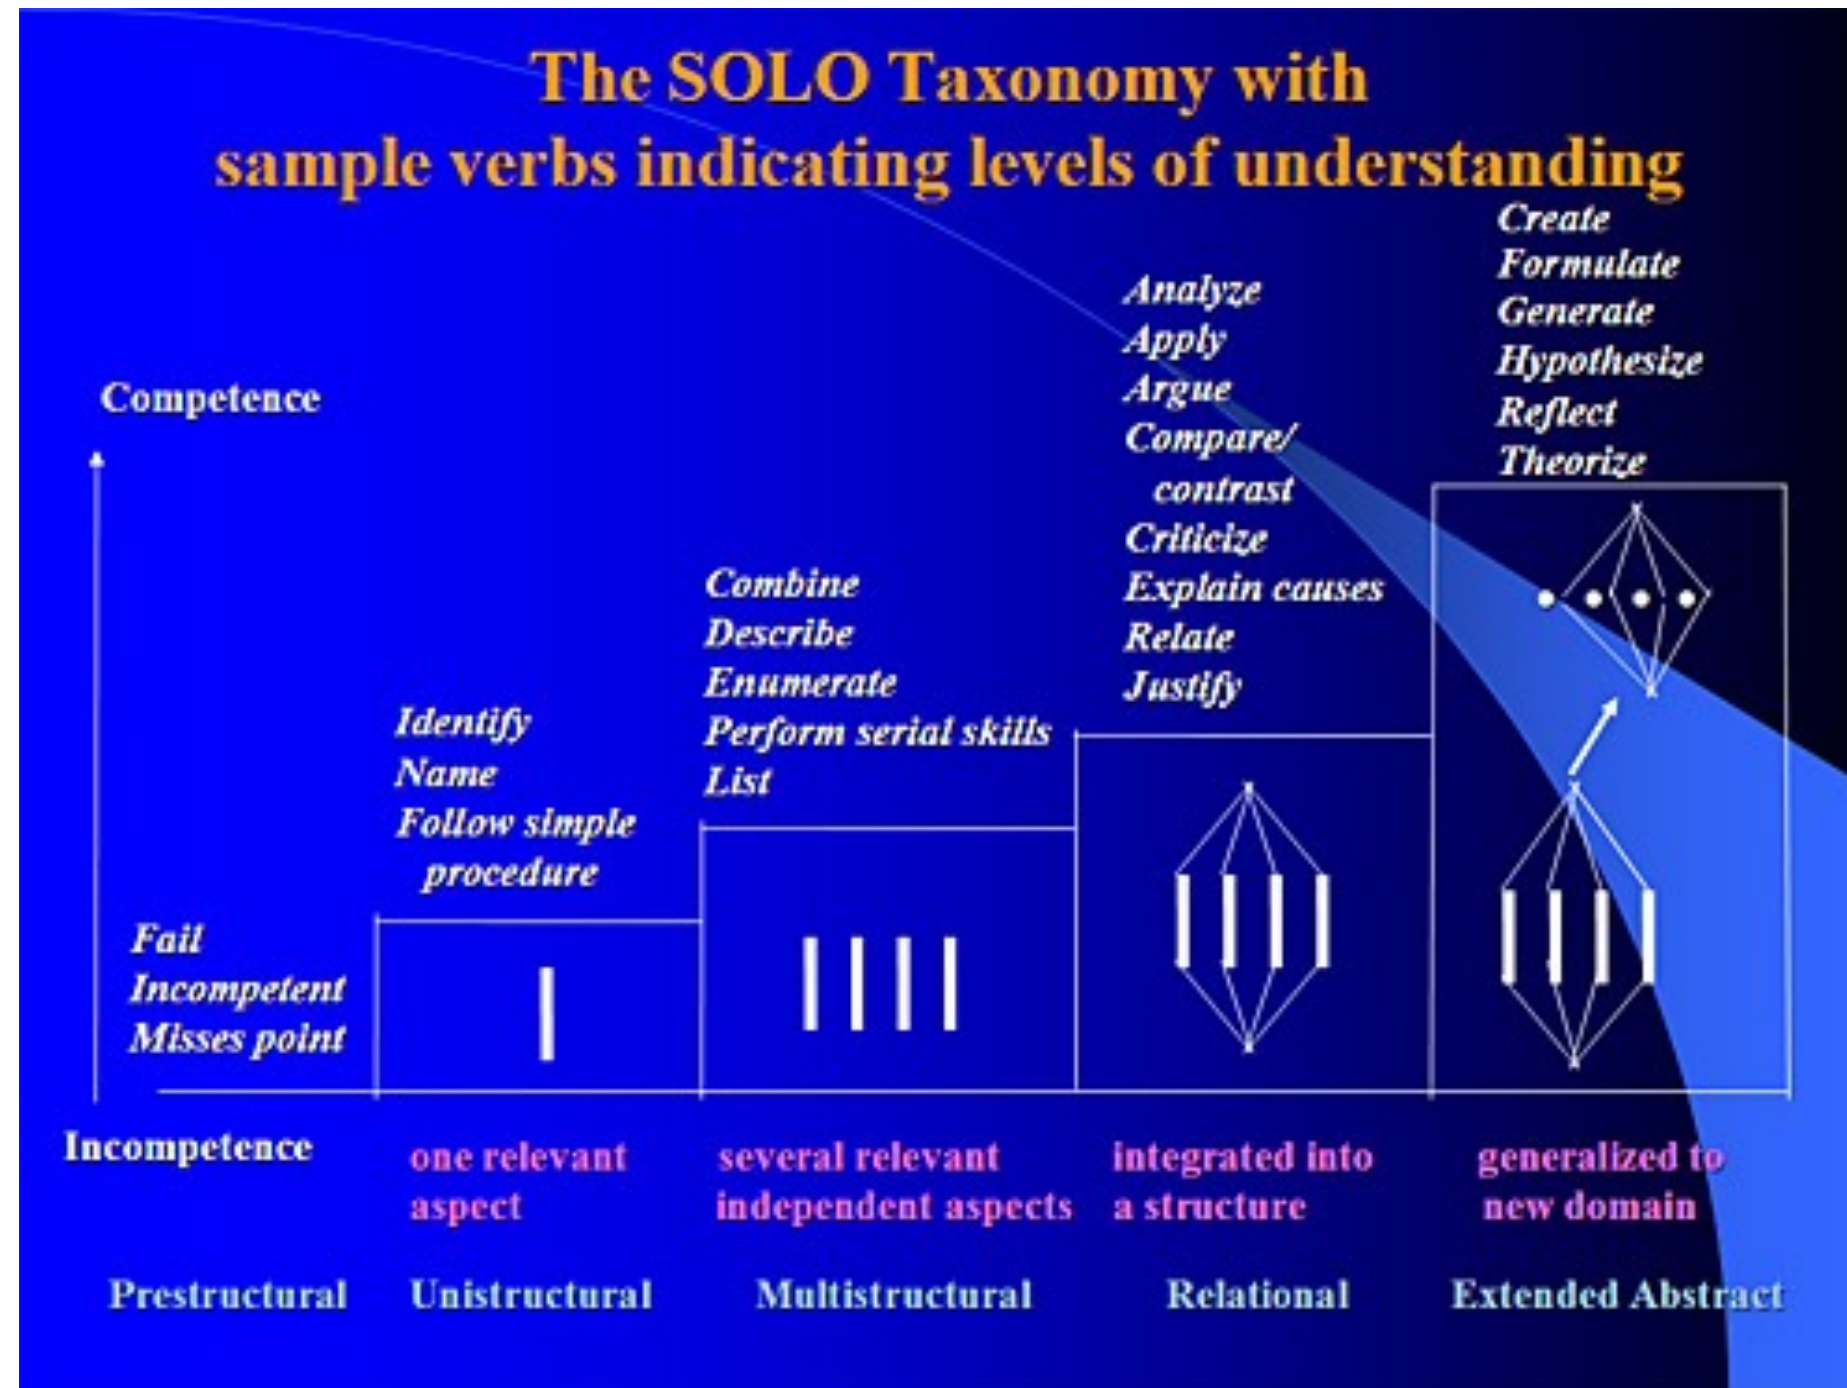 The SOLO Taxonomy with
sample verbs indicating levels of understanding
Competence
Fail
Incompetent
Misses point
Identify
Name
Follow simple
procedure
Combine
Describe
Enumerate
Perform serial skills
List
Analyze
Apply
Argue
Compare/
contrast
Criticize
Explain causes
Relate
Justify
Create
Formulate
Generate
Hypothesize
Reflect
Theorize
Incompetence
one relevant
aspect
several relevant
independent aspects
integrated into
a structure
generalized to
new domain
Prestructural
Unistructural
Multistructural
Relational
Extended Abstract